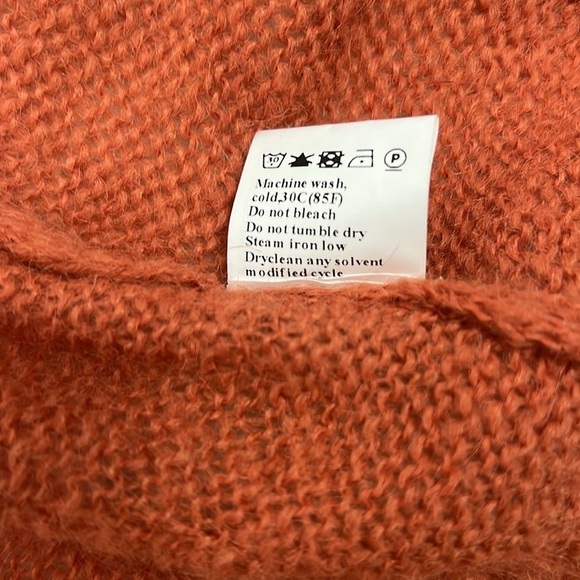 30
P
Machine wash,
cold,30C(85F)
Do not bleach
Do not tumble dry
Steam iron low
Dryclean any solvent
modified cycle